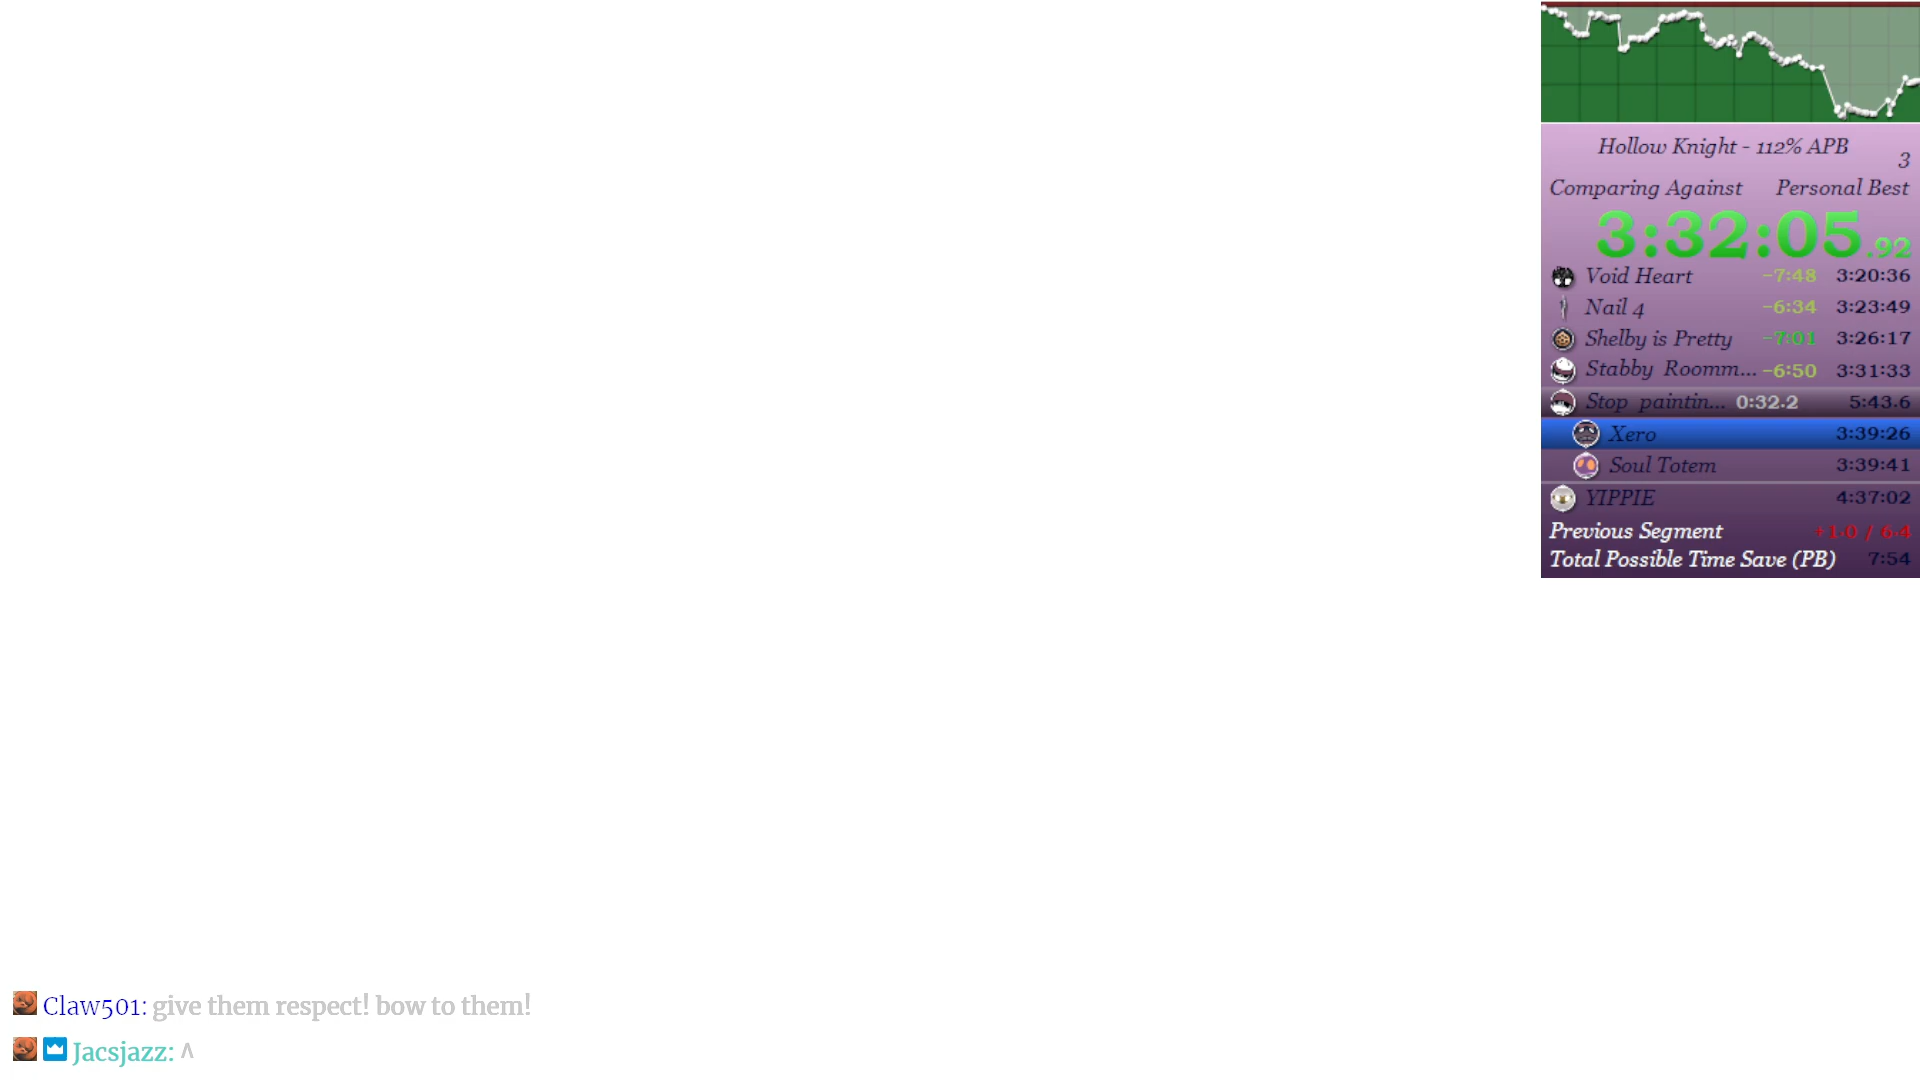 Hollow Knight - 112% APB
3
Comparing Against Personal Best
3:32:05.92
Void Heart -7:48 3:20:36
Nail 4 -6:34 3:23:49
Shelby is Pretty -7:01 3:26:17
Stabby Roomm... -6:50 3:31:33
Stop paintin... 0:32.2 5:43.6
Xero 3:39:26
Soul Totem 3:39:41
YIPPIE 4:37:02
Previous Segment +1.0 / 6.4
Total Possible Time Save (PB) 7:54
Claw501: give them respect! bow to them!
Jacsjazz: ^